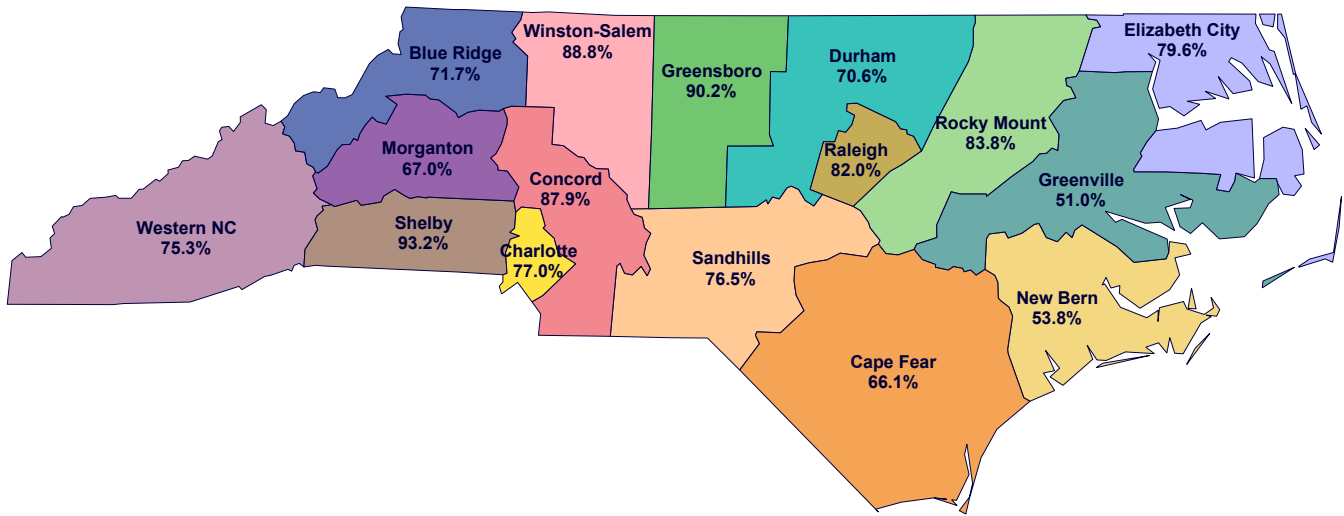 Winston-Salem
88.8%
Elizabeth City
79.6%
Blue Ridge
71.7%
Durham
70.6%
Greensboro
90.2%
Rocky Mount
83.8%
Morganton
67.0%
Raleigh
82.0%
Concord
87.9%
Greenville
51.0%
Western NC
75.3%
Shelby
93.2%
Charlotte
77.0%
Sandhills
76.5%
New Bern
53.8%
Cape Fear
66.1%